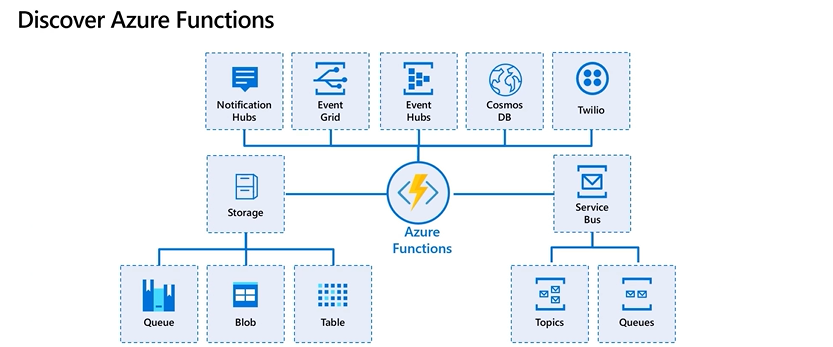 Discover Azure Functions
Notification
Hubs
Event
Grid
Event
Hubs
Cosmos
DB
Twilio
Storage
Azure
Functions
Service
Bus
Queue
Blob
Table
Topics
Queues